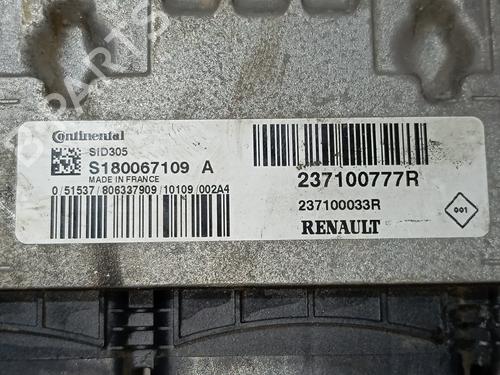 Continental
SID305
S180067109 A
MADE IN FRANCE
0/51537/806337909/10109/002A4
237100777R
237100033R
RENAULT
001